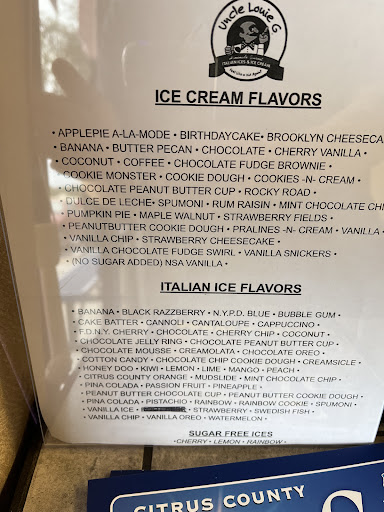 Uncle Louie G
ITALIAN ICES & ICE CREAM
ICE CREAM FLAVORS
• APPLEPIE A-LA-MODE • BIRTHDAYCAKE• BROOKLYN CHEESECA
• BANANA • BUTTER PECAN • CHOCOLATE • CHERRY VANILLA •
• COCONUT • COFFEE • CHOCOLATE FUDGE BROWNIE •
• COOKIE MONSTER • COOKIE DOUGH • COOKIES -N- CREAM •
• CHOCOLATE PEANUT BUTTER CUP • ROCKY ROAD •
• DULCE DE LECHE• SPUMONI • RUM RAISIN • MINT CHOCOLATE CHI
• PUMPKIN PIE • MAPLE WALNUT • STRAWBERRY FIELDS •
• PEANUTBUTTER COOKIE DOUGH • PRALINES -N- CREAM • VANILLA •
• VANILLA CHIP • STRAWBERRY CHEESECAKE •
• VANILLA CHOCOLATE FUDGE SWIRL • VANILLA SNICKERS •
• (NO SUGAR ADDED) NSA VANILLA •
ITALIAN ICE FLAVORS
• BANANA • BLACK RAZZBERRY • N.Y.P.D. BLUE • BUBBLE GUM •
• CAKE BATTER • CANNOLI • CANTALOUPE • CAPPUCCINO •
• F.D.N.Y. CHERRY • CHOCOLATE • CHERRY CHIP • COCONUT •
• CHOCOLATE JELLY RING • CHOCOLATE PEANUT BUTTER CUP •
• CHOCOLATE MOUSSE • CREAMOLATA • CHOCOLATE OREO •
• COTTON CANDY • CHOCOLATE CHIP COOKIE DOUGH • CREAMSICLE •
• HONEY DOO • KIWI • LEMON • LIME • MANGO • PEACH •
• CITRUS COUNTY ORANGE • MUDSLIDE • MINT CHOCOLATE CHIP •
• PINA COLADA • PASSION FRUIT • PINEAPPLE •
• PEANUT BUTTER CHOCOLATE CUP • PEANUT BUTTER COOKIE DOUGH •
• PINA COLADA • PISTACHIO • RAINBOW • RAINBOW COOKIE • SPUMONI •
• VANILLA ICE • STRAWBERRY • SWEDISH FISH •
• VANILLA CHIP • VANILLA OREO • WATERMELON •
SUGAR FREE ICES
•CHERRY • LEMON • RAINBOW •
CITRUS COUNTY